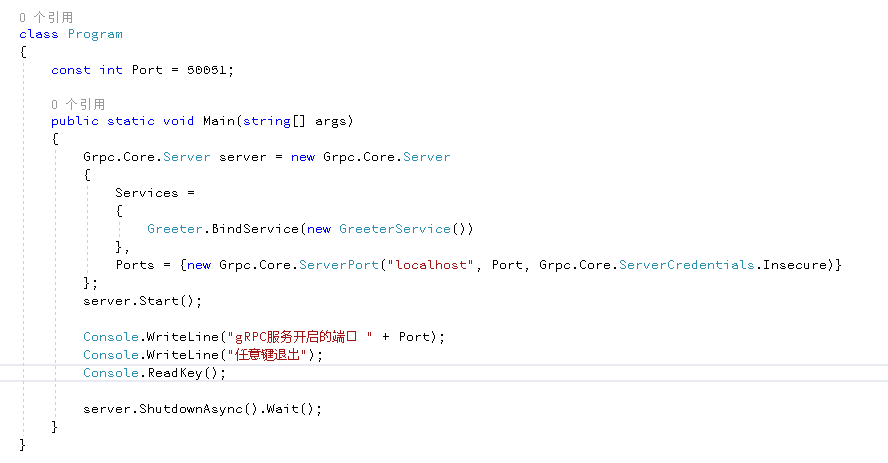 0 个引用
class Program
{
const int Port = 50051;
0 个引用
public static void Main(string[] args)
{
Grpc.Core.Server server = new Grpc.Core.Server
{
Services =
{
Greeter.BindService(new GreeterService())
},
Ports = {new Grpc.Core.ServerPort("localhost", Port, Grpc.Core.ServerCredentials.Insecure)}
};
server.Start();
Console.WriteLine("gRPC服务开启的端口 " + Port);
Console.WriteLine("任意键退出");
Console.ReadKey();
server.ShutdownAsync().Wait();
}
}